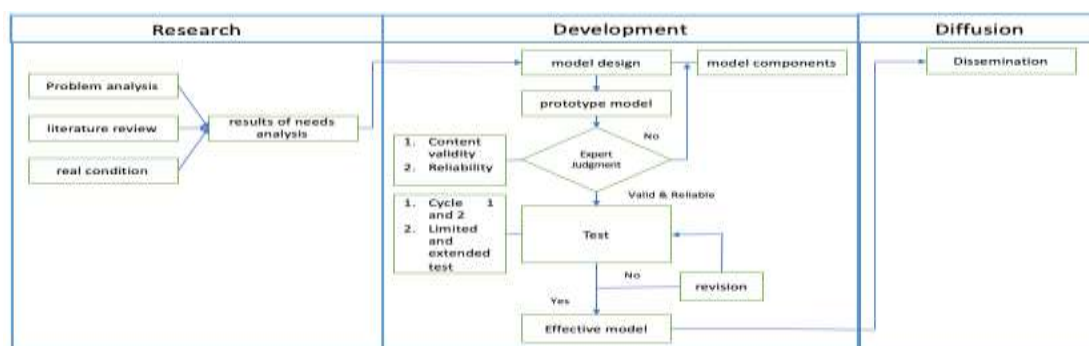 Research
Problem analysis
literature review
real condition
results of needs
analysis
Development
model design
model components
prototype model
No
1. Content
validity
2. Reliability
Expert
Judgment
Valid & Reliable
1. Cycle 1
and 2
2. Limited
and
extended
test
Test
No
revision
Yes
Effective model
Diffusion
Dissemination